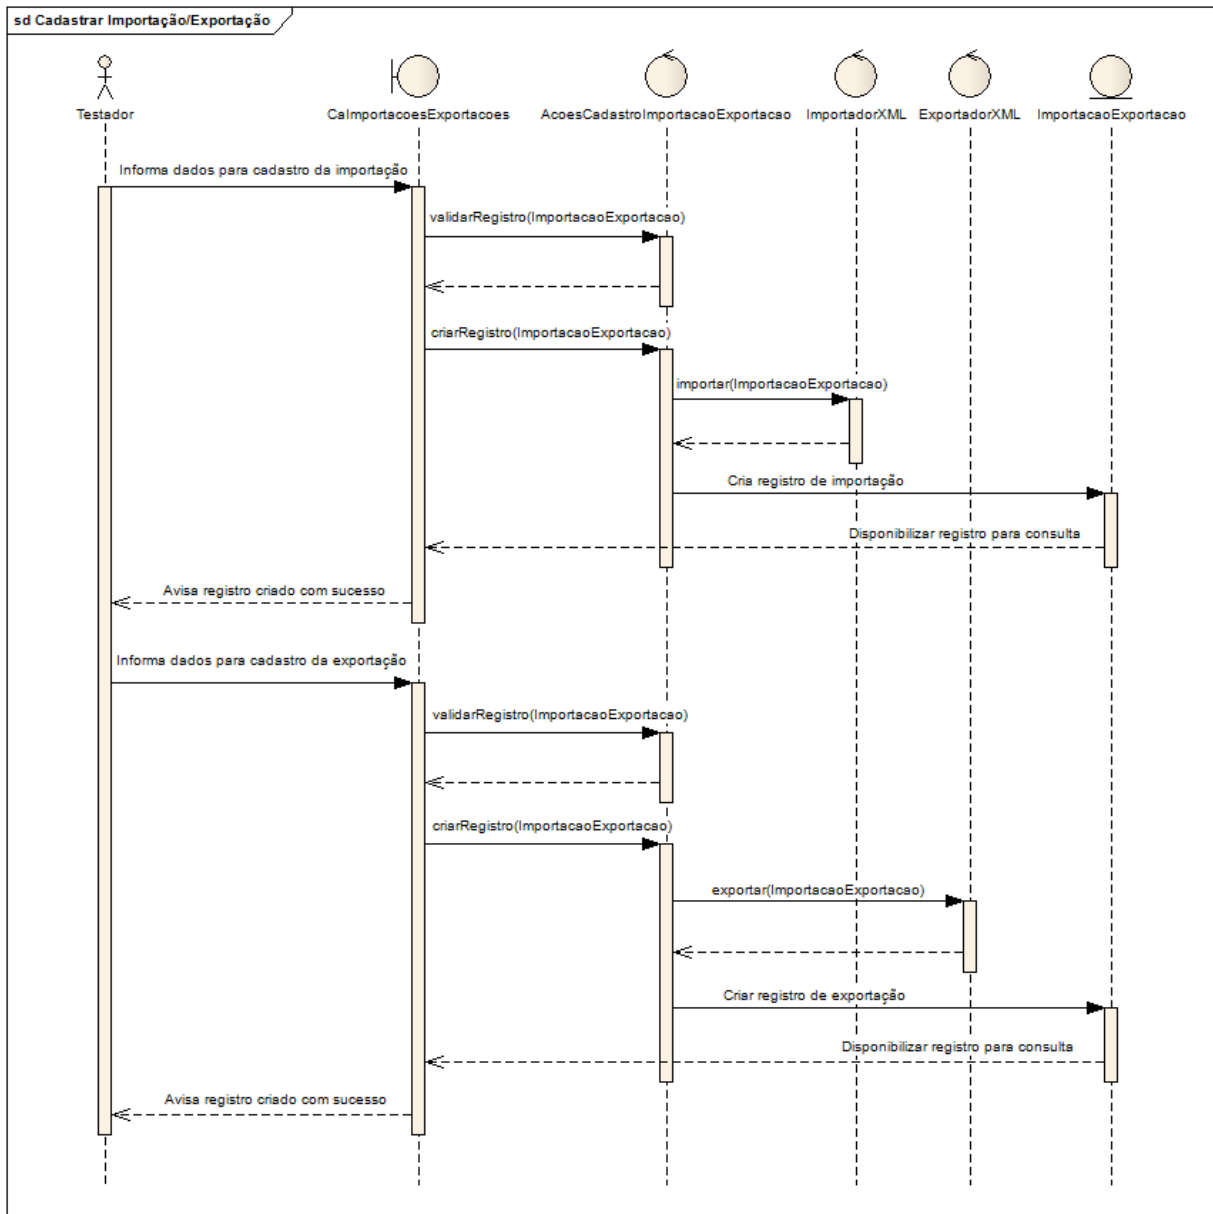 sd Cadastrar Importação/Exportação
Testador
CaImportacoesExportacoes
AcoesCadastroImportacaoExportacao
ImportadorXML
ExportadorXML
ImportacaoExportacao
Informa dados para cadastro da importação
validarRegistro(ImportacaoExportacao)
criarRegistro(ImportacaoExportacao)
importar(ImportacaoExportacao)
Cria registro de importação
Disponibilizar registro para consulta
Avisa registro criado com sucesso
Informa dados para cadastro da exportação
validarRegistro(ImportacaoExportacao)
criarRegistro(ImportacaoExportacao)
exportar(ImportacaoExportacao)
Criar registro de exportação
Disponibilizar registro para consulta
Avisa registro criado com sucesso